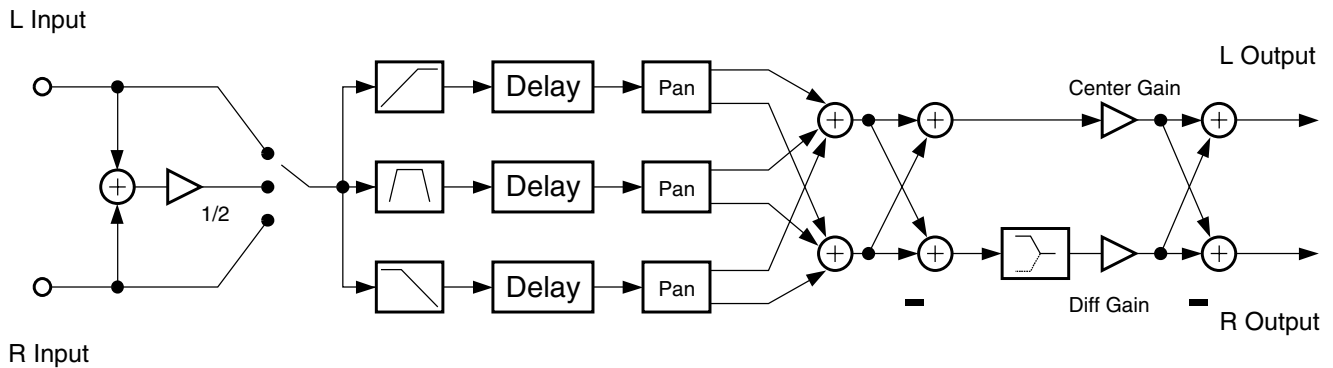 L Input
L Output
Delay
Pan
Center Gain
+
+
+
+
Delay
Pan
1/2
+
+
+
Delay
Pan
Diff Gain
R Output
R Input